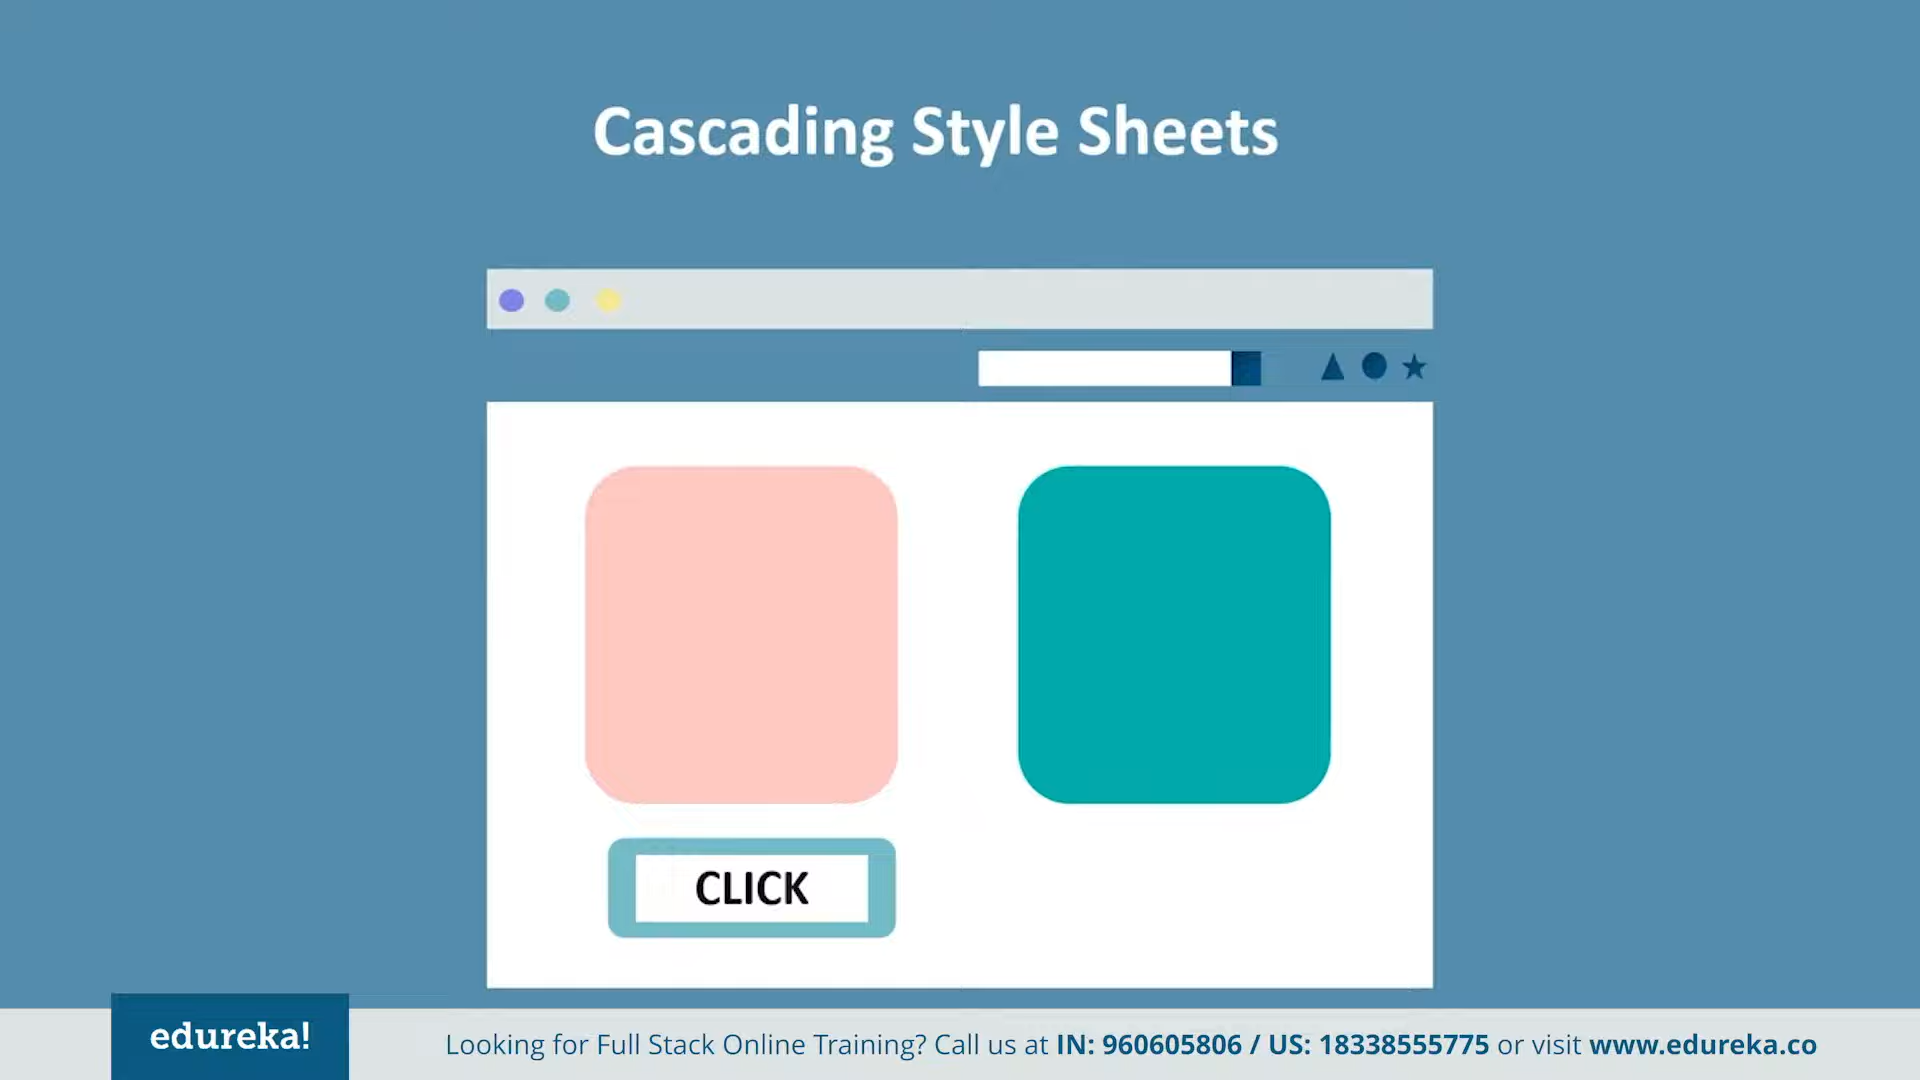 Cascading Style Sheets
CLICK
edureka!
Looking for Full Stack Online Training? Call us at IN: 960605806 / US: 18338555775 or visit www.edureka.co